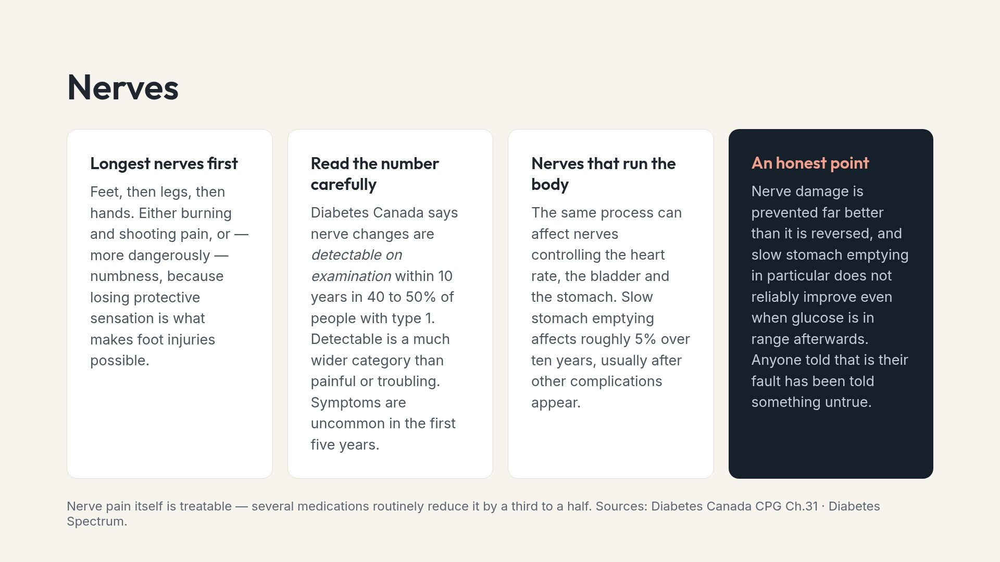 Nerves
Longest nerves first
Feet, then legs, then
hands. Either burning
and shooting pain, or —
more dangerously —
numbness, because
losing protective
sensation is what
makes foot injuries
possible.
Read the number
carefully
Diabetes Canada says
nerve changes are
detectable on
examination within 10
years in 40 to 50% of
people with type 1.
Detectable is a much
wider category than
painful or troubling.
Symptoms are
uncommon in the first
five years.
Nerves that run the
body
The same process can
affect nerves
controlling the heart
rate, the bladder and
the stomach. Slow
stomach emptying
affects roughly 5% over
ten years, usually after
other complications
appear.
An honest point
Nerve damage is
prevented far better
than it is reversed, and
slow stomach emptying
in particular does not
reliably improve even
when glucose is in
range afterwards.
Anyone told that is their
fault has been told
something untrue.
Nerve pain itself is treatable — several medications routinely reduce it by a third to a half. Sources: Diabetes Canada CPG Ch.31 · Diabetes
Spectrum.